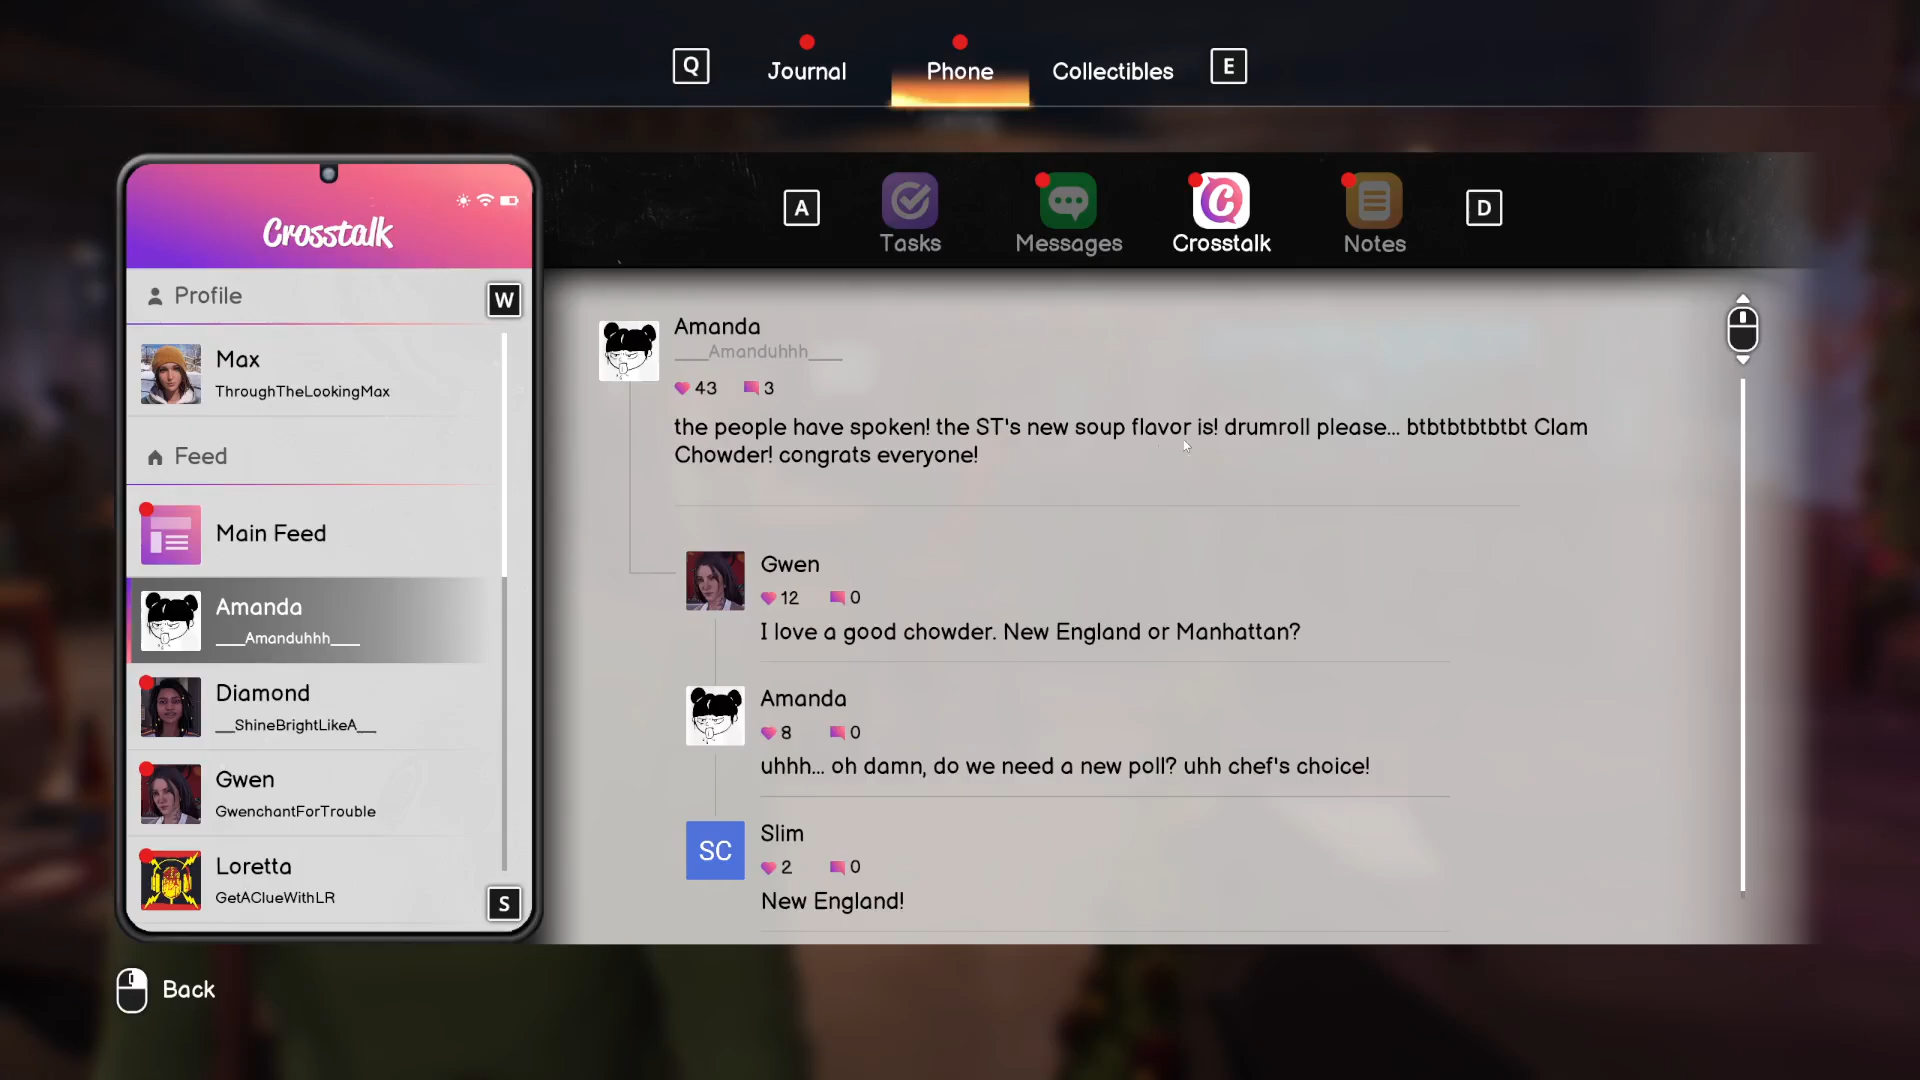 Q
Journal
Phone
Collectibles
E
Crosstalk
A
Tasks
Messages
Crosstalk
Notes
D
Profile
W
Max
ThroughTheLookingMax
Feed
Main Feed
Amanda
___Amanduhhh___
Diamond
__ShineBrightLikeA__
Gwen
GwenchantForTrouble
Loretta
GetAClueWithLR
S
Amanda
___Amanduhhh___
43 3
the people have spoken! the ST's new soup flavor is! drumroll please... btbtbtbtbtbt Clam
Chowder! congrats everyone!
Gwen
12 0
I love a good chowder. New England or Manhattan?
Amanda
8 0
uhhh... oh damn, do we need a new poll? uhh chef's choice!
SC
Slim
2 0
New England!
Back